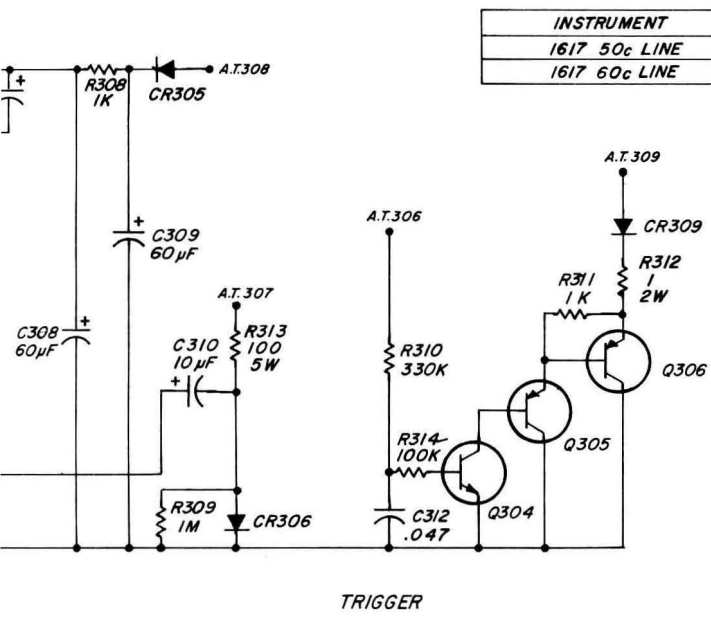 INSTRUMENT
1617 50c LINE
1617 60c LINE
A.T.308
R308
1K
CR305
+
A.T.309
CR309
R312
1
2W
R311
1K
Q306
A.T.306
+
C309
60µF
A.T.307
R313
100
5W
C310
10µF
+
C308
60µF
+
R310
330K
Q305
R314
100K
Q304
R309
1M
CR306
C312
.047
TRIGGER